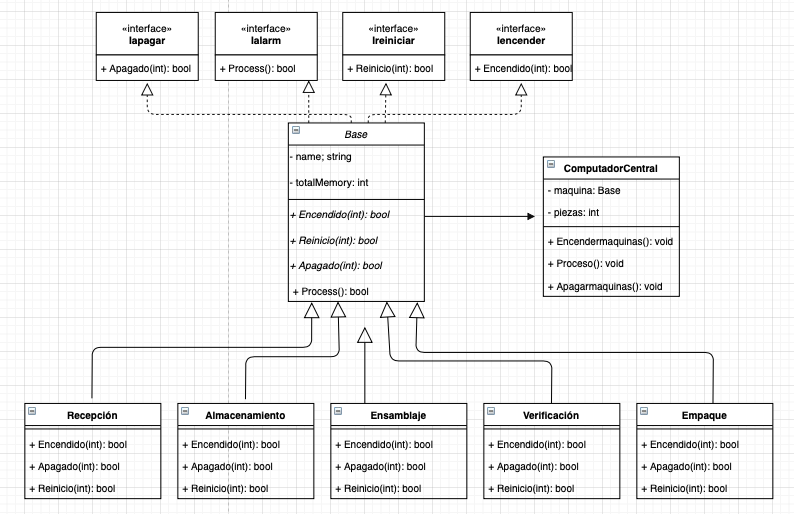 «interface»
Iapagar
+ Apagado(int): bool
«interface»
Ialarm
+ Process(): bool
«interface»
Ireiniciar
+ Reinicio(int): bool
«interface»
Iencender
+ Encendido(int): bool
Base
- name; string
- totalMemory: int
+ Encendido(int): bool
+ Reinicio(int): bool
+ Apagado(int): bool
+ Process(): bool
ComputadorCentral
- maquina: Base
- piezas: int
+ Encendermaquinas(): void
+ Proceso(): void
+ Apagarmaquinas(): void
Recepción
+ Encendido(int): bool
+ Apagado(int): bool
+ Reinicio(int): bool
Almacenamiento
+ Encendido(int): bool
+ Apagado(int): bool
+ Reinicio(int): bool
Ensamblaje
+ Encendido(int): bool
+ Apagado(int): bool
+ Reinicio(int): bool
Verificación
+ Encendido(int): bool
+ Apagado(int): bool
+ Reinicio(int): bool
Empaque
+ Encendido(int): bool
+ Apagado(int): bool
+ Reinicio(int): bool